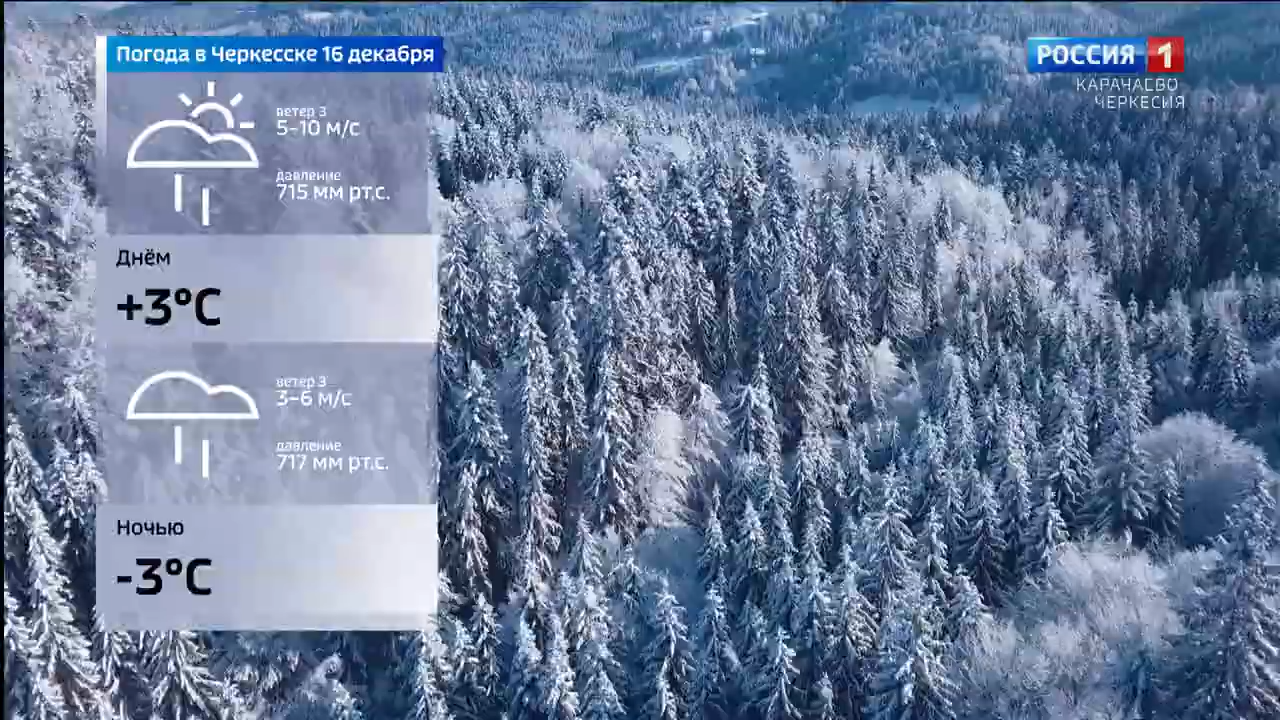 Погода в Черкесске 16 декабря
РОССИЯ 1
КАРАЧАЕВО
ЧЕРКЕСИЯ
ветер З
5-10 м/с
давление
715 мм рт.с.
Днём
+3°C
ветер З
3-6 м/с
давление
717 мм рт.с.
Ночью
-3°C